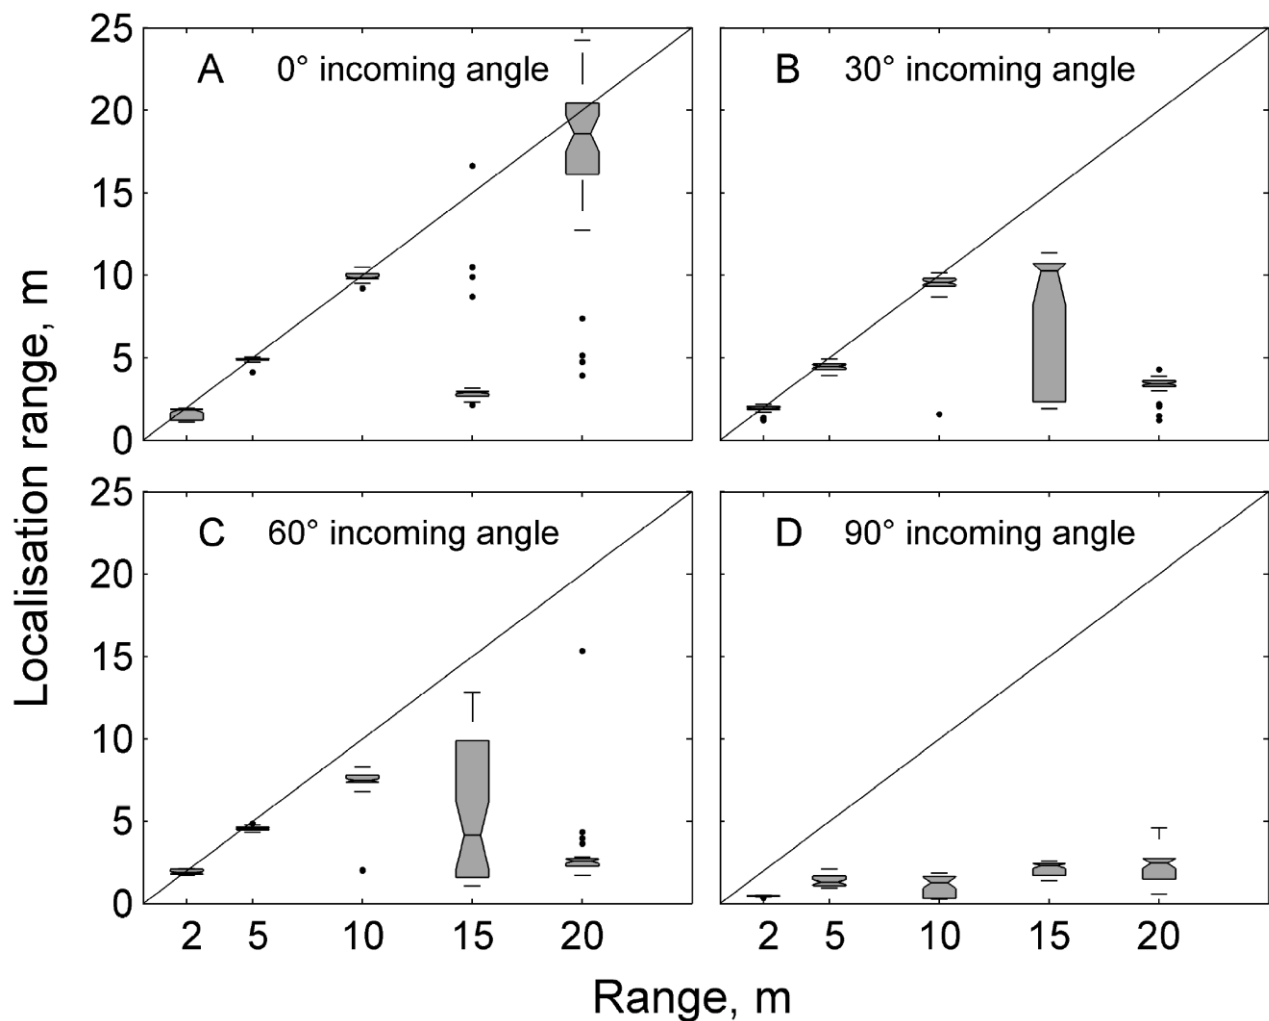 A 0° incoming angle
B 30° incoming angle
25
20
15
10
5
0
C 60° incoming angle
D 90° incoming angle
25
20
15
10
5
0
2 5 10 15 20
2 5 10 15 20
Localisation range, m
Range, m